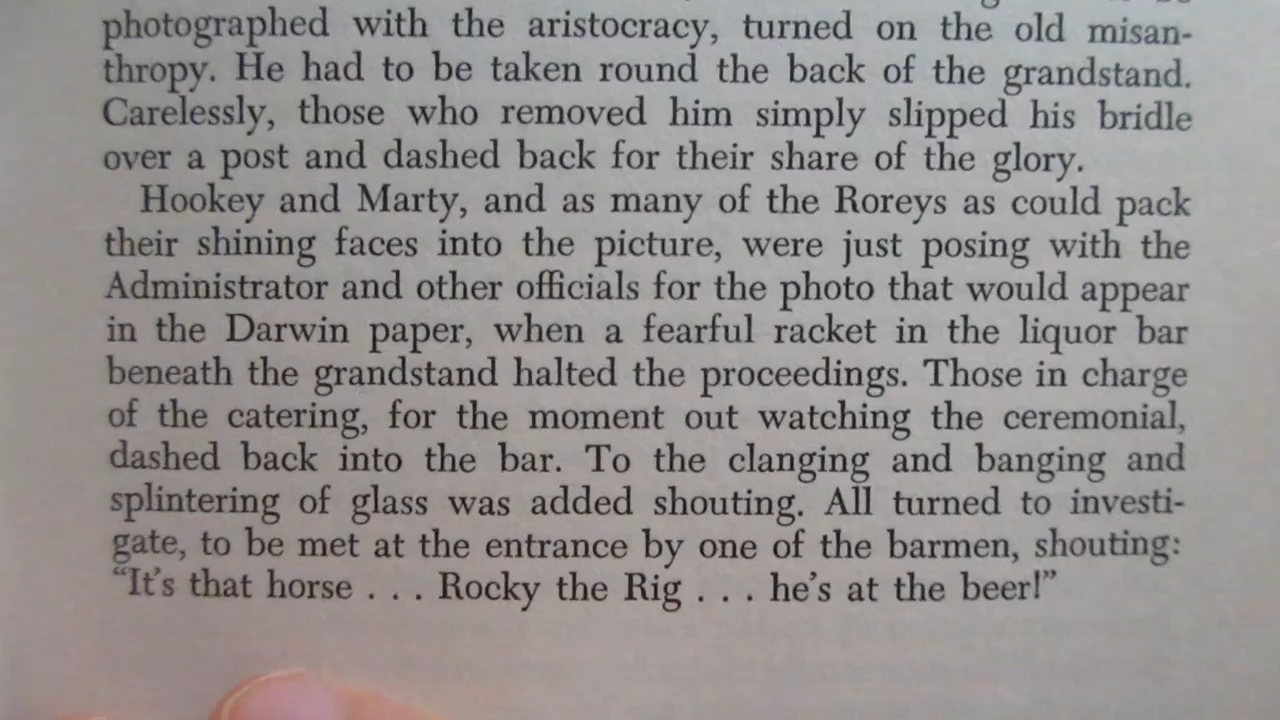 photographed with the aristocracy, turned on the old misan-
thropy. He had to be taken round the back of the grandstand.
Carelessly, those who removed him simply slipped his bridle
over a post and dashed back for their share of the glory.
Hookey and Marty, and as many of the Roreys as could pack
their shining faces into the picture, were just posing with the
Administrator and other officials for the photo that would appear
in the Darwin paper, when a fearful racket in the liquor bar
beneath the grandstand halted the proceedings. Those in charge
of the catering, for the moment out watching the ceremonial,
dashed back into the bar. To the clanging and banging and
splintering of glass was added shouting. All turned to investi-
gate, to be met at the entrance by one of the barmen, shouting:
“It’s that horse . . . Rocky the Rig . . . he’s at the beer!”